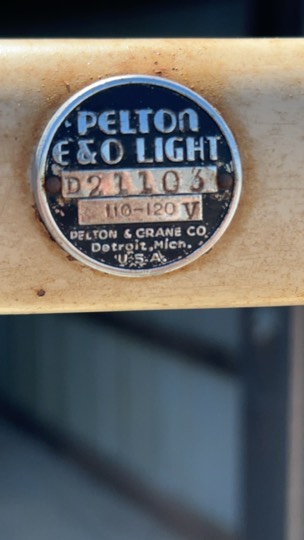 PELTON
E & O LIGHT
D21103
110-120 V
PELTON & CRANE CO.
Detroit, Mich.
U.S.A.